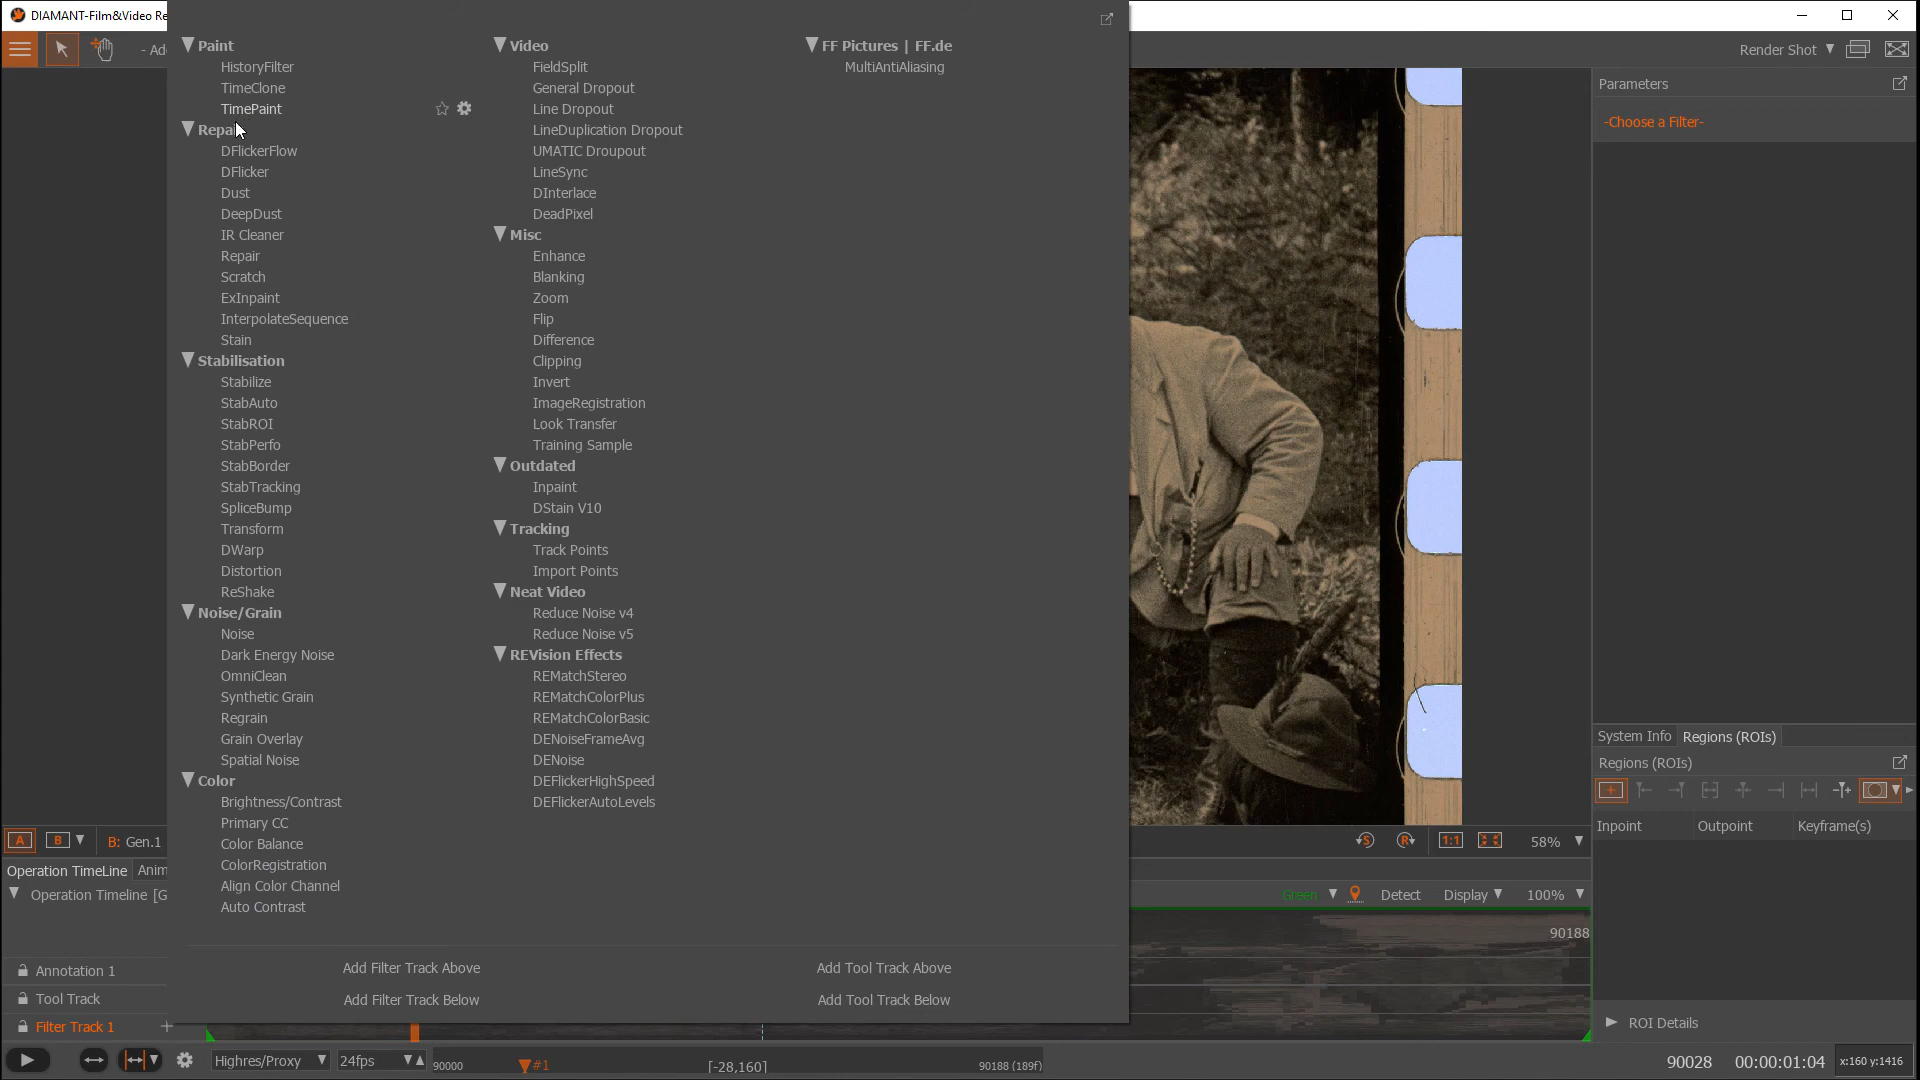 DIAMANT-Film&Video Re
- Ad
Render Shot
Paint
HistoryFilter
TimeClone
TimePaint
Repair
DFlickerFlow
DFlicker
Dust
DeepDust
IR Cleaner
Repair
Scratch
ExInpaint
InterpolateSequence
Stain
Stabilisation
Stabilize
StabAuto
StabROI
StabPerfo
StabBorder
StabTracking
SpliceBump
Transform
DWarp
Distortion
ReShake
Noise/Grain
Noise
Dark Energy Noise
OmniClean
Synthetic Grain
Regrain
Grain Overlay
Spatial Noise
Color
Brightness/Contrast
Primary CC
Color Balance
ColorRegistration
Align Color Channel
Auto Contrast
Video
FieldSplit
General Dropout
Line Dropout
LineDuplication Dropout
UMATIC Droupout
LineSync
DInterlace
DeadPixel
Misc
Enhance
Blanking
Zoom
Flip
Difference
Clipping
Invert
ImageRegistration
Look Transfer
Training Sample
Outdated
Inpaint
DStain V10
Tracking
Track Points
Import Points
Neat Video
Reduce Noise v4
Reduce Noise v5
REVision Effects
REMatchStereo
REMatchColorPlus
REMatchColorBasic
DENoiseFrameAvg
DENoise
DEFlickerHighSpeed
DEFlickerAutoLevels
FF Pictures | FF.de
MultiAntiAliasing
Add Filter Track Above
Add Tool Track Above
Add Filter Track Below
Add Tool Track Below
Parameters
-Choose a Filter-
System Info
Regions (ROIs)
Regions (ROIs)
Inpoint
Outpoint
Keyframe(s)
ROI Details
A
B
B: Gen.1
S
R
1:1
58%
Operation TimeLine
Anim
Operation Timeline [G
Green
Detect
Display
100%
90188
Annotation 1
Tool Track
Filter Track 1
Highres/Proxy
24fps
90000
#1
[-28,160]
90188 (189f)
90028
00:00:01:04
x:160 y:1416